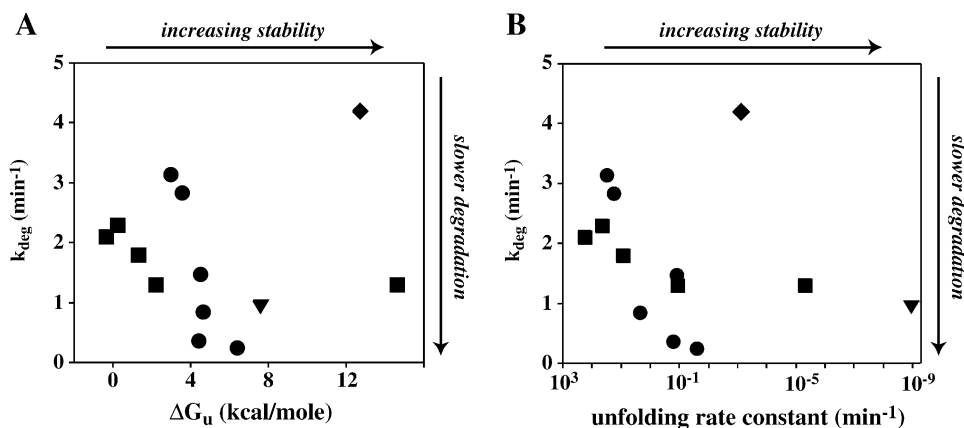 A
increasing stability
5
4
3
2
1
0
k_deg (min⁻¹)
0 4 8 12
ΔG_u (kcal/mole)
slower degradation
B
increasing stability
5
4
3
2
1
0
k_deg (min⁻¹)
10³ 10⁻¹ 10⁻⁵ 10⁻⁹
unfolding rate constant (min⁻¹)
slower degradation